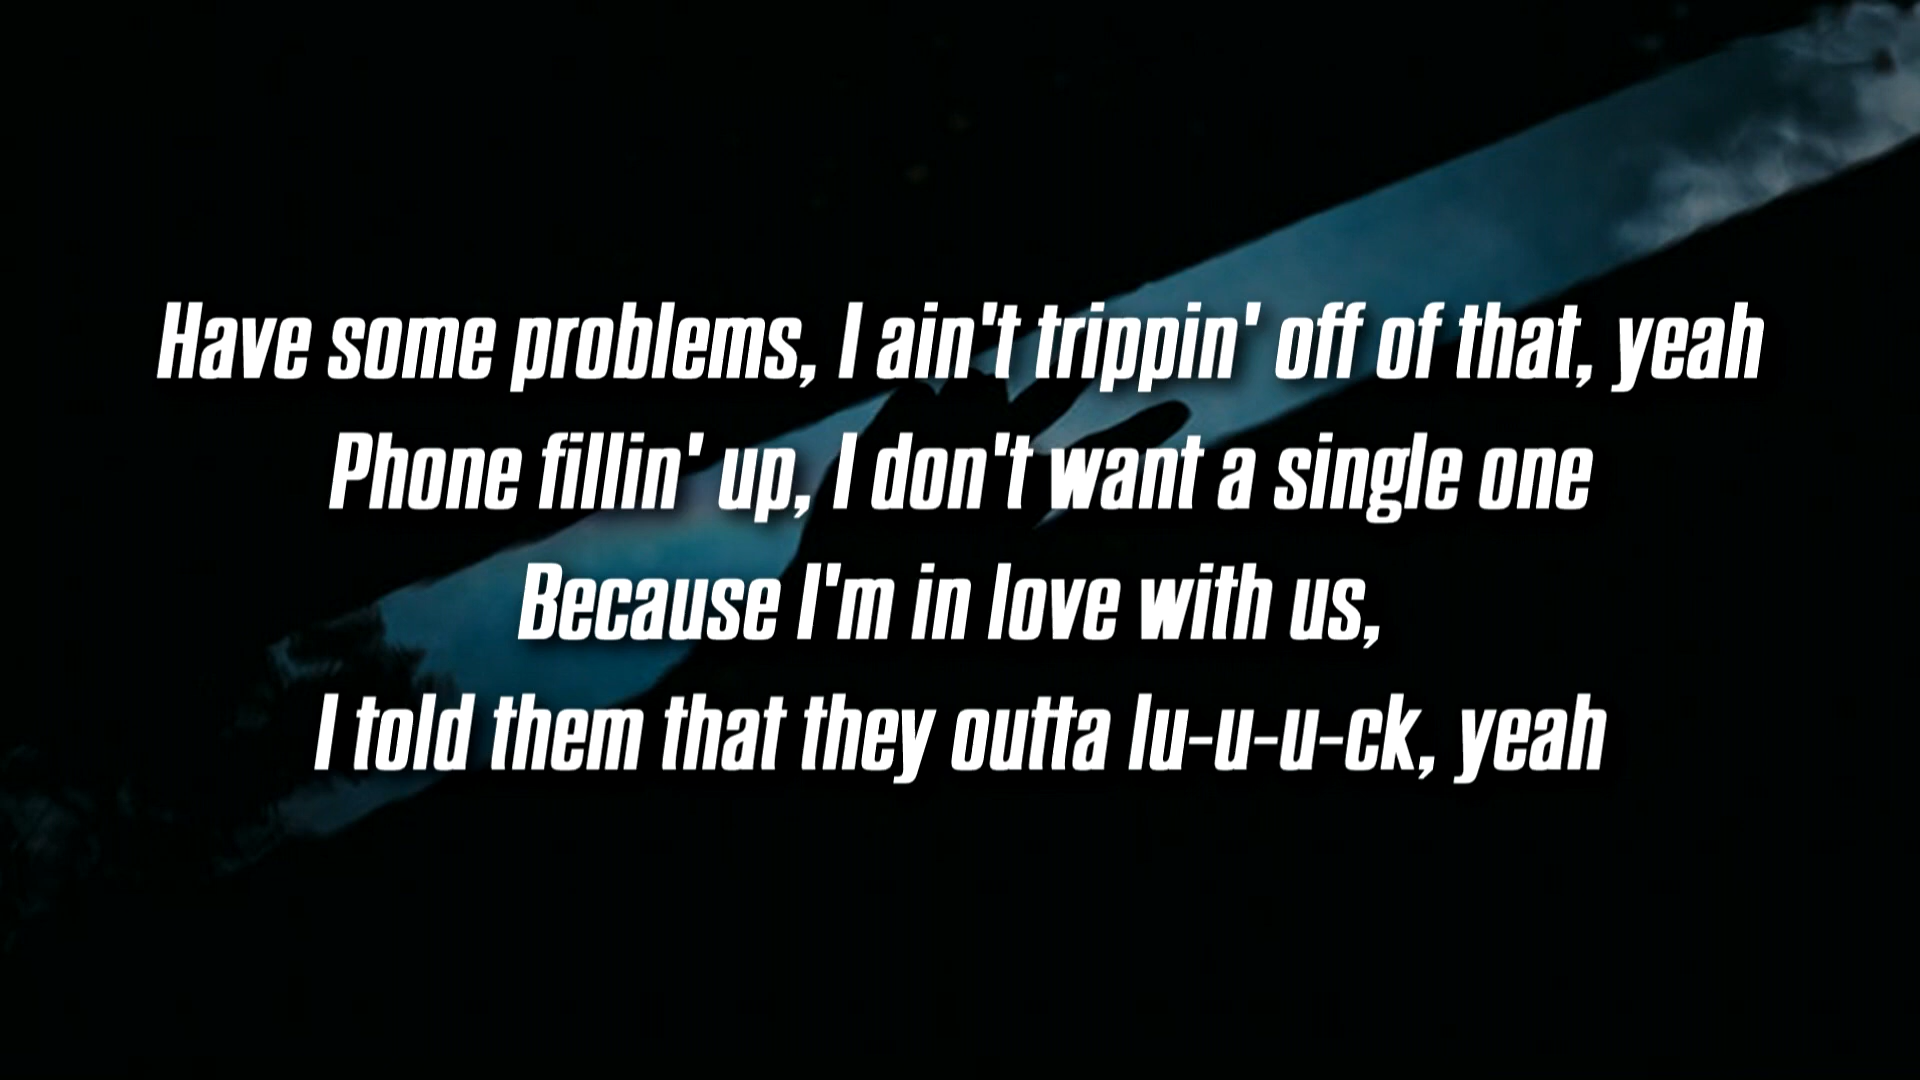 Have some problems, I ain't trippin' off of that, yeah
Phone fillin' up, I don't want a single one
Because I'm in love with us,
I told them that they outta lu-u-u-ck, yeah